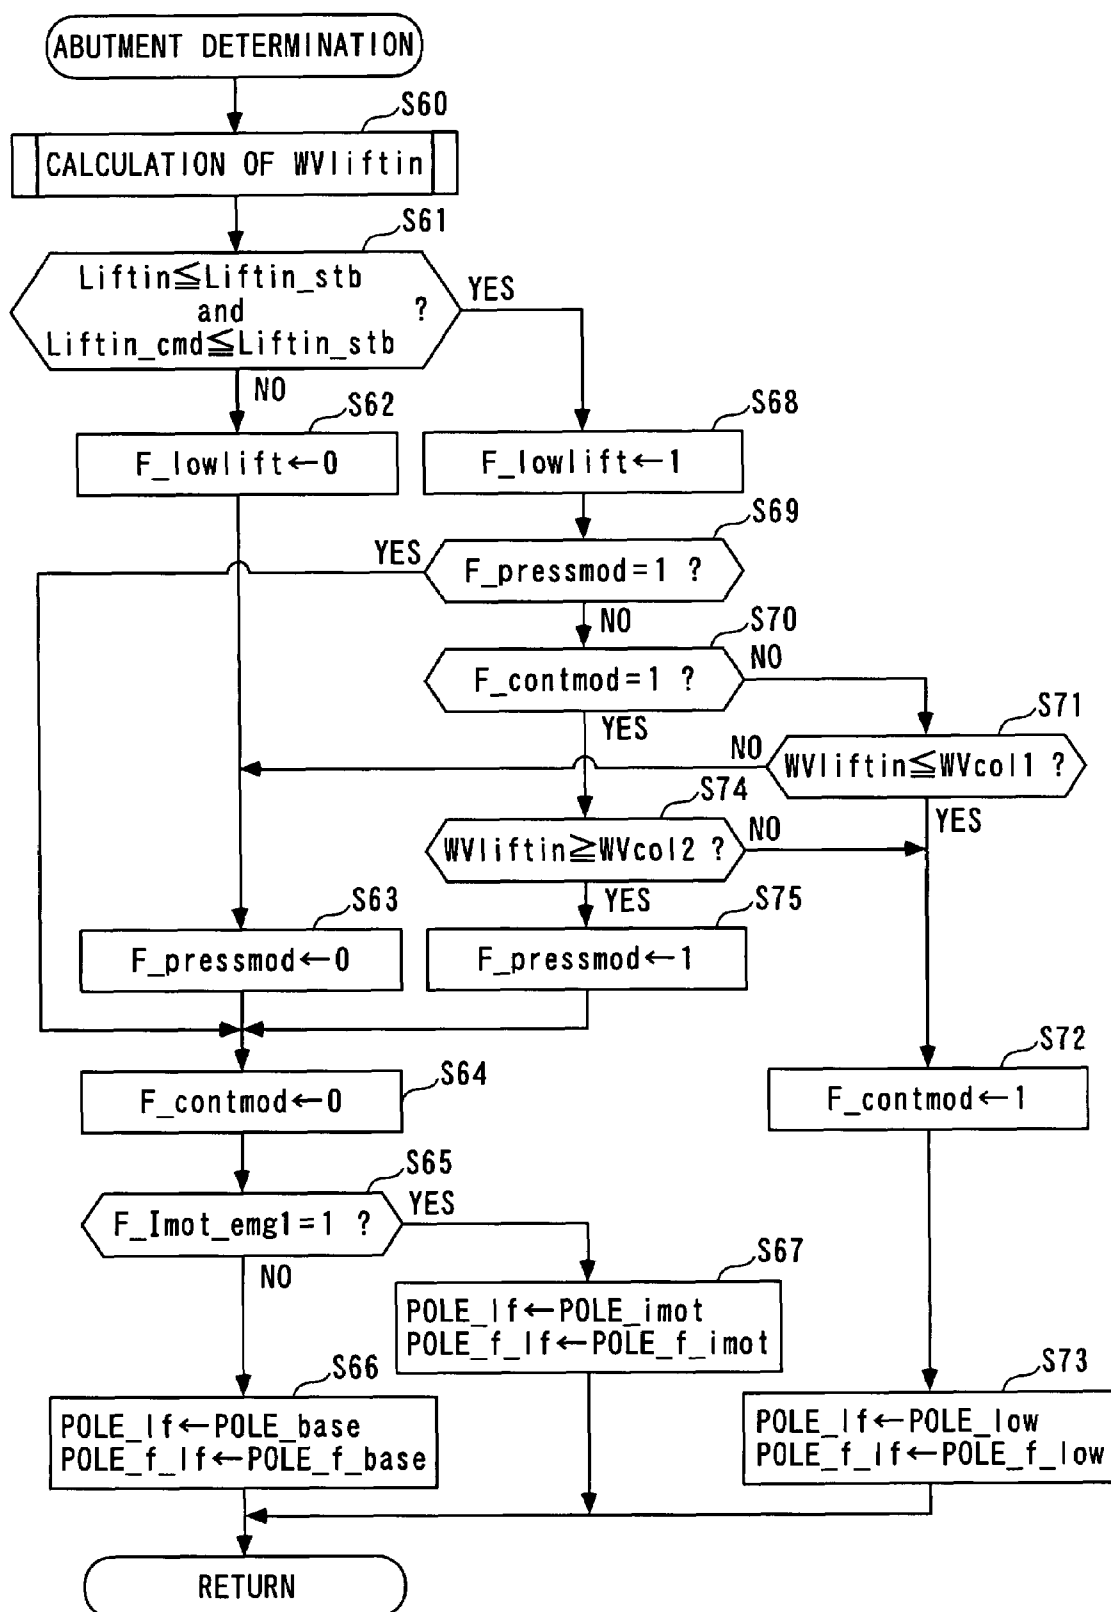 ABUTMENT DETERMINATION
S60
CALCULATION OF WVliftin
S61
Liftin≦Liftin_stb
and
Liftin_cmd≦Liftin_stb
?
YES
NO
S62
F_lowlift←0
S68
F_lowlift←1
S69
F_pressmod=1 ?
YES
NO
S70
F_contmod=1 ?
NO
YES
S71
WVliftin≦WVcol1 ?
NO
YES
S74
WVliftin≧WVcol2 ?
NO
YES
S63
F_pressmod←0
S75
F_pressmod←1
S64
F_contmod←0
S72
F_contmod←1
S65
F_Imot_emg1=1 ?
YES
NO
S67
POLE_lf←POLE_imot
POLE_f_lf←POLE_f_imot
S66
POLE_lf←POLE_base
POLE_f_lf←POLE_f_base
S73
POLE_lf←POLE_low
POLE_f_lf←POLE_f_low
RETURN